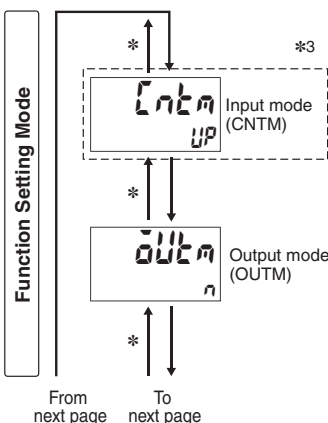 Function Setting Mode
*
*3
Cntm
UP
Input mode
(CNTM)
*
oUtm
n
Output mode
(OUTM)
*
From
next page
To
next page